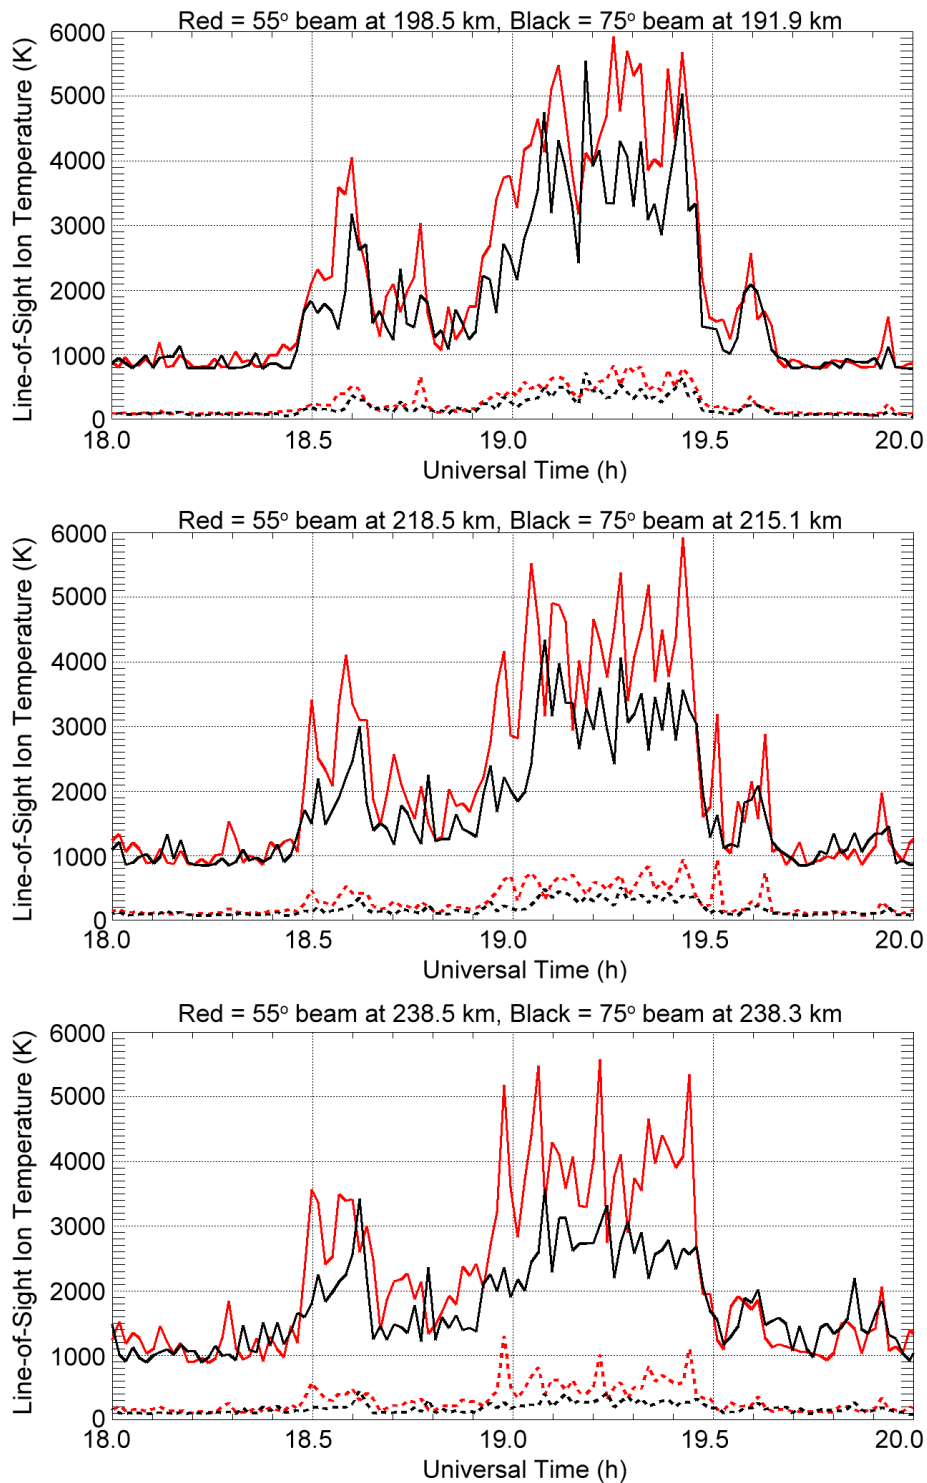 Red = 55° beam at 198.5 km, Black = 75° beam at 191.9 km
Line-of-Sight Ion Temperature (K)
6000
5000
4000
3000
2000
1000
0
18.0 18.5 19.0 19.5 20.0
Universal Time (h)
Red = 55° beam at 218.5 km, Black = 75° beam at 215.1 km
Line-of-Sight Ion Temperature (K)
6000
5000
4000
3000
2000
1000
0
18.0 18.5 19.0 19.5 20.0
Universal Time (h)
Red = 55° beam at 238.5 km, Black = 75° beam at 238.3 km
Line-of-Sight Ion Temperature (K)
6000
5000
4000
3000
2000
1000
0
18.0 18.5 19.0 19.5 20.0
Universal Time (h)